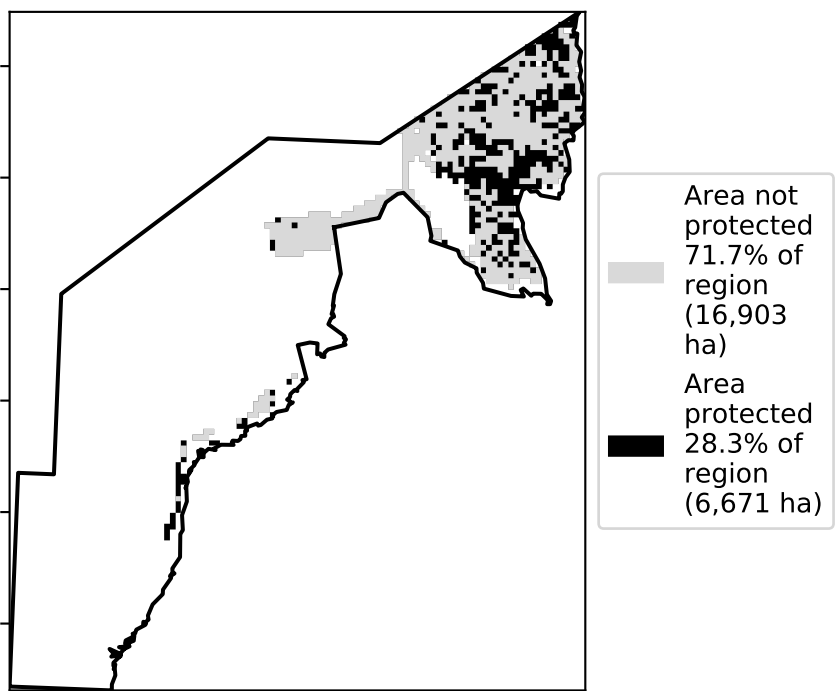 Area not
protected
71.7% of
region
(16,903
ha)
Area
protected
28.3% of
region
(6,671 ha)